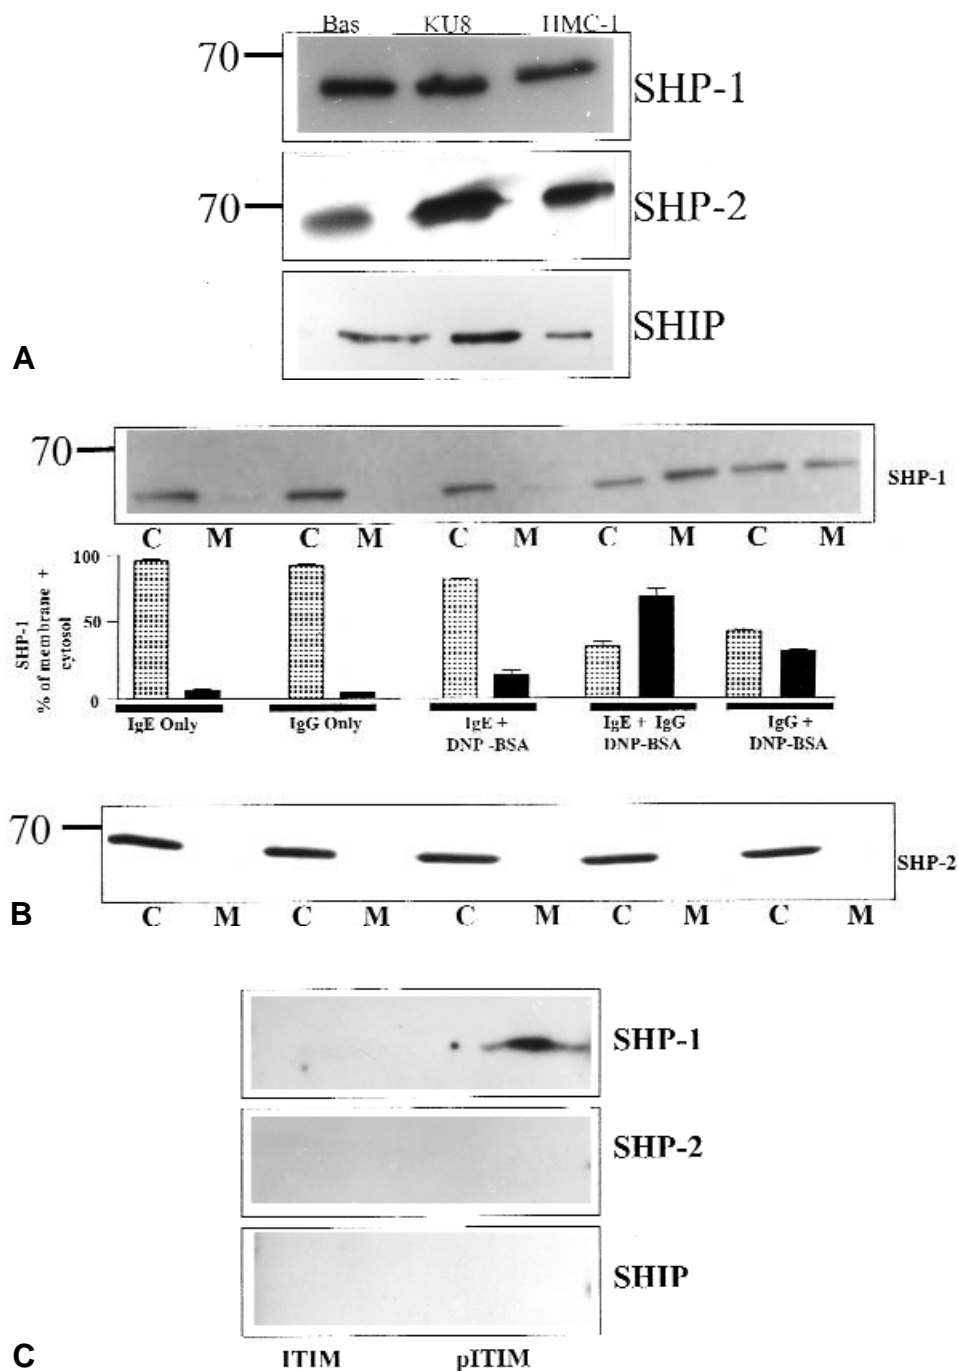 Bas KU8 HMC-1
70
SHP-1
70
SHP-2
SHIP
A
70
SHP-1
C M C M C M C M C M
100
50
0
SHP-1
% of membrane +
cytosol
IgE Only IgG Only IgE + IgE + IgG IgG +
DNP -BSA DNP-BSA DNP-BSA
70
SHP-2
B
C M C M C M C M C M
SHP-1
SHP-2
SHIP
C
ITIM pITIM